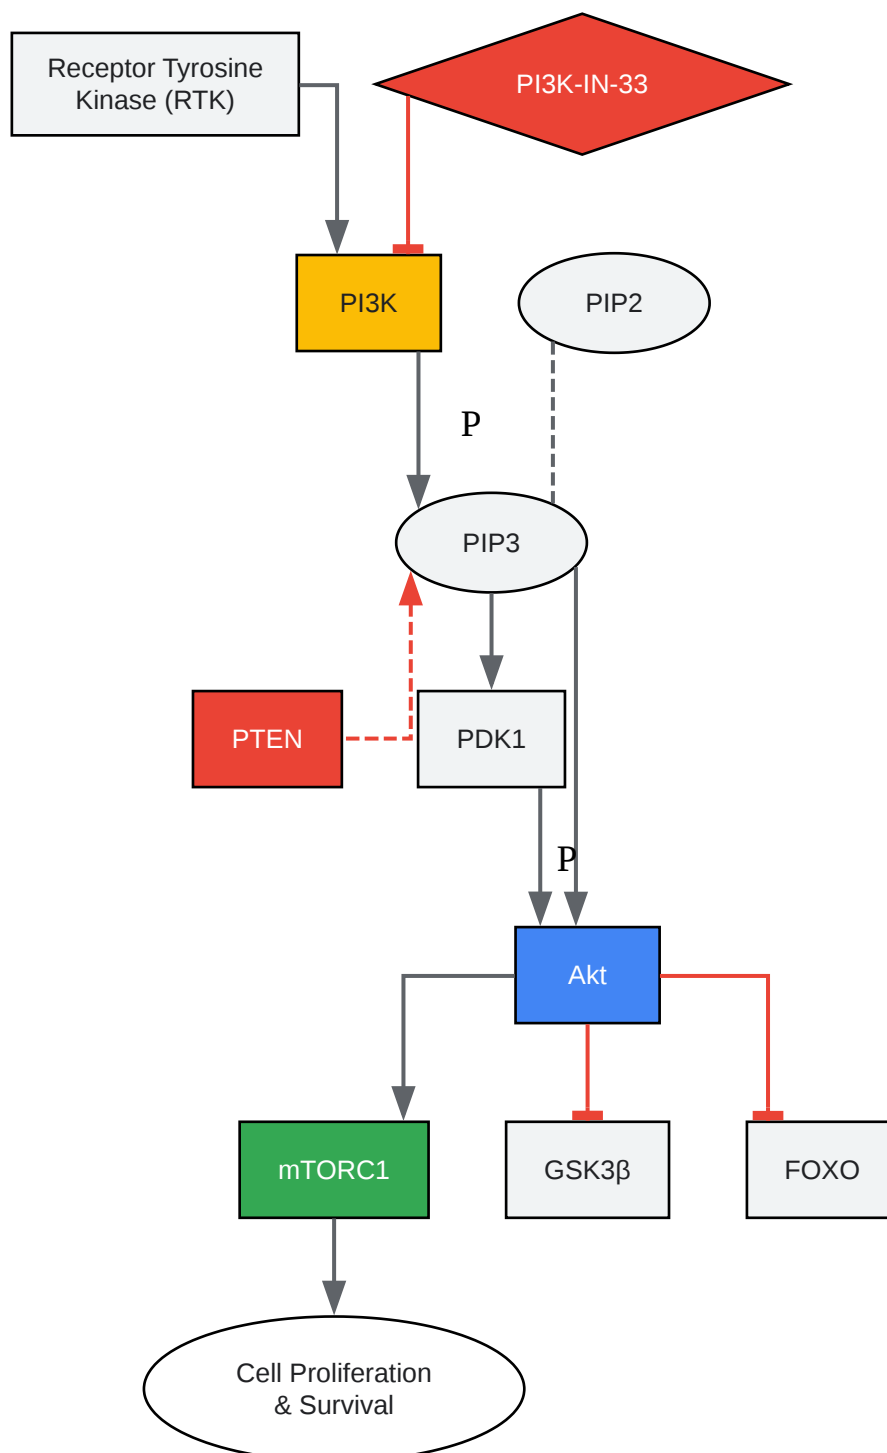 Receptor Tyrosine
Kinase (RTK)
PI3K-IN-33
PI3K
PIP2
P
PIP3
PTEN
PDK1
P
Akt
mTORC1
GSK3β
FOXO
Cell Proliferation
& Survival